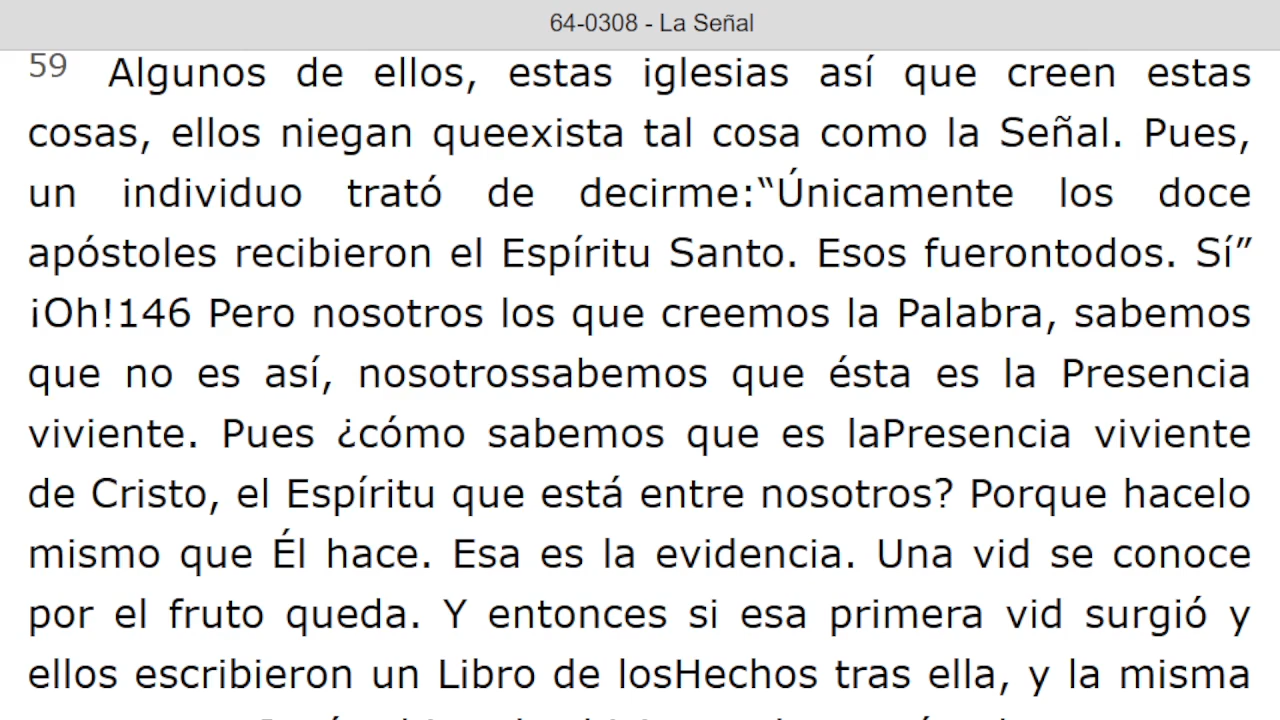 64-0308 - La Señal
59 Algunos de ellos, estas iglesias así que creen estas
cosas, ellos niegan queexista tal cosa como la Señal. Pues,
un individuo trató de decirme:“Únicamente los doce
apóstoles recibieron el Espíritu Santo. Esos fuerontodos. Sí”
¡Oh!146 Pero nosotros los que creemos la Palabra, sabemos
que no es así, nosotrossabemos que ésta es la Presencia
viviente. Pues ¿cómo sabemos que es laPresencia viviente
de Cristo, el Espíritu que está entre nosotros? Porque hacelo
mismo que Él hace. Esa es la evidencia. Una vid se conoce
por el fruto queda. Y entonces si esa primera vid surgió y
ellos escribieron un Libro de losHechos tras ella, y la misma